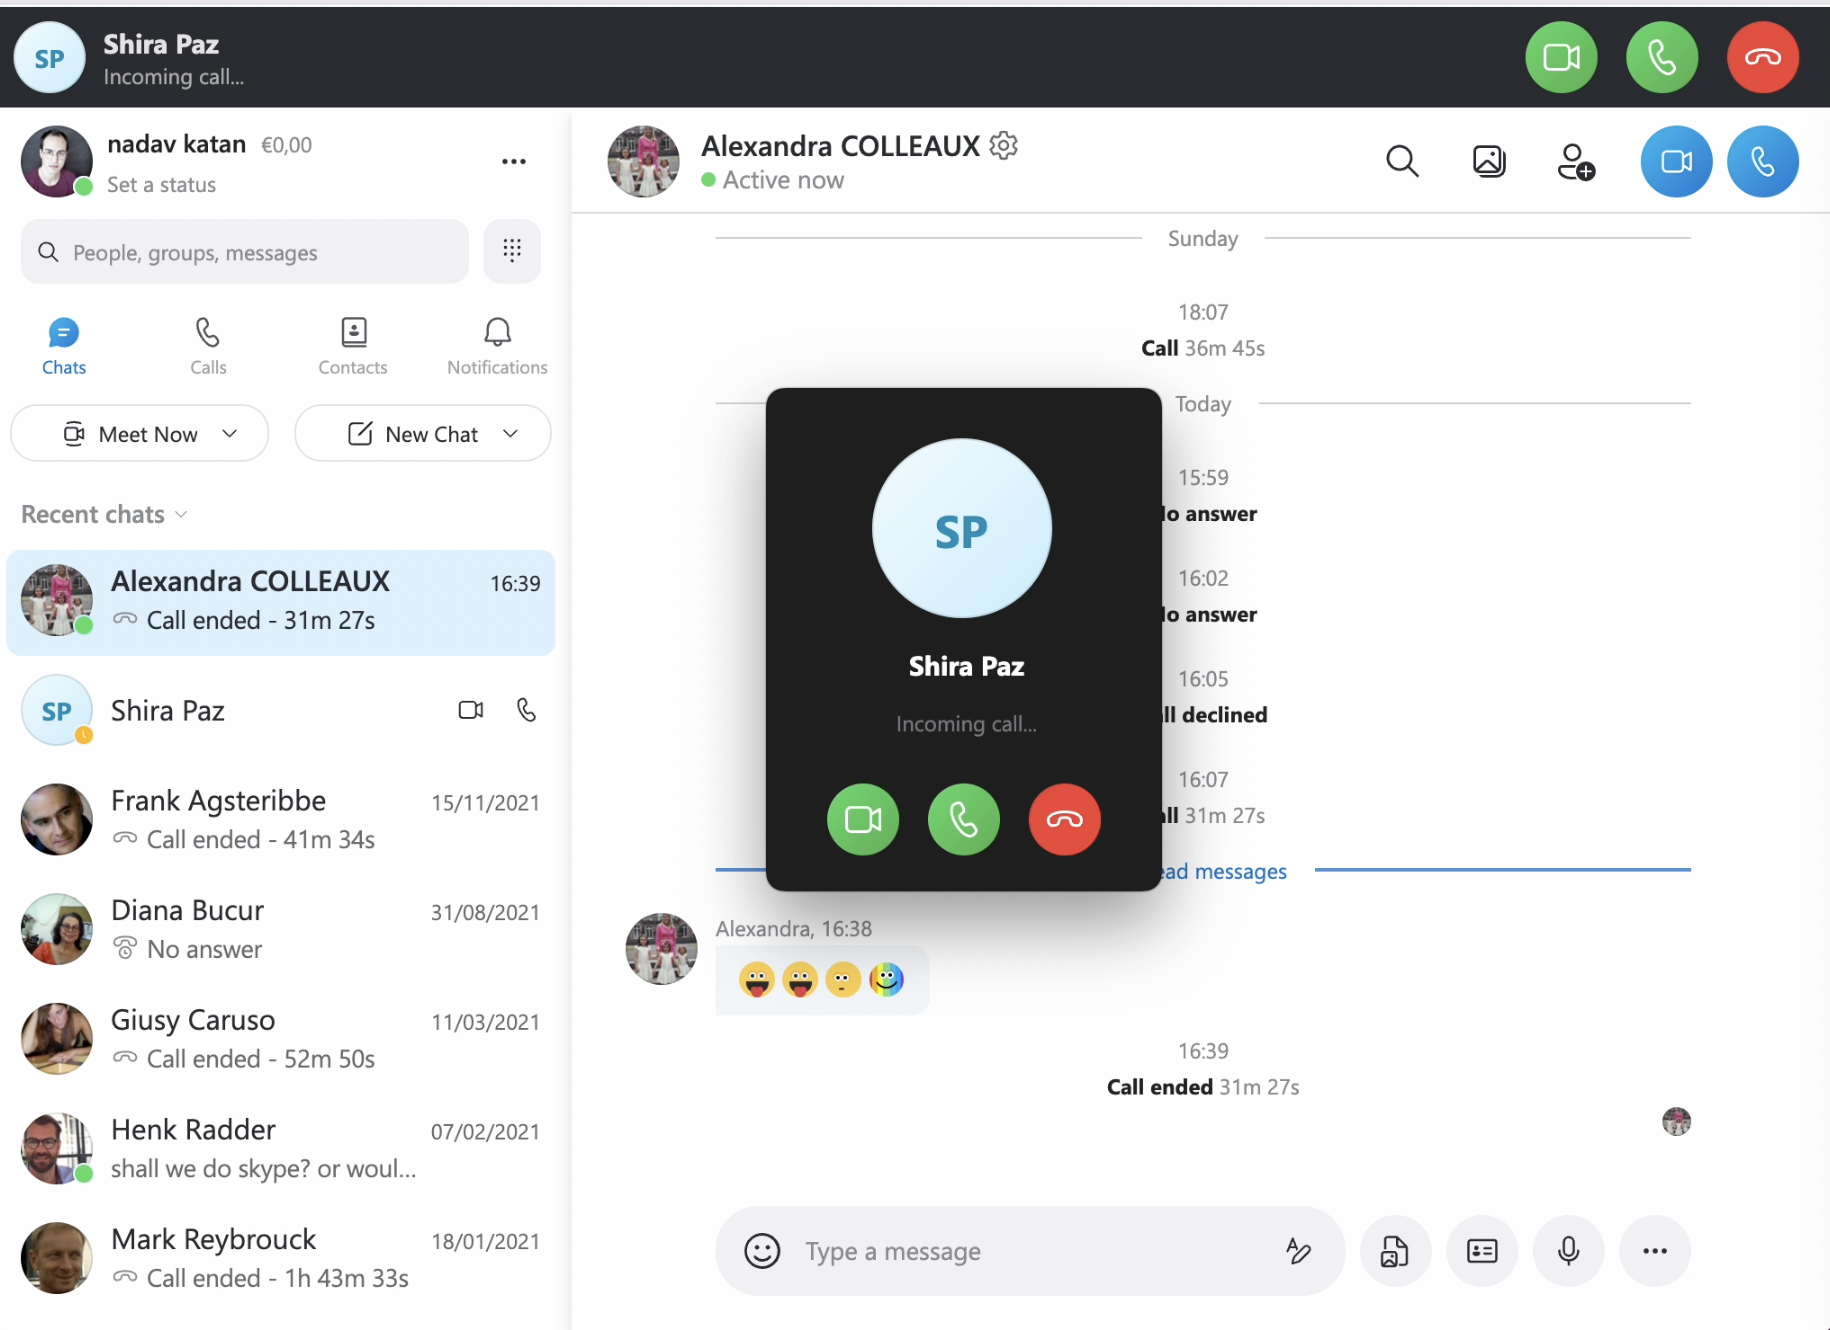 SP
Shira Paz
Incoming call...
nadav katan €0,00
Set a status
People, groups, messages
Chats
Calls
Contacts
Notifications
Meet Now
New Chat
Recent chats
Alexandra COLLEAUX 16:39
Call ended - 31m 27s
SP
Shira Paz
Frank Agsteribbe 15/11/2021
Call ended - 41m 34s
Diana Bucur 31/08/2021
No answer
Giusy Caruso 11/03/2021
Call ended - 52m 50s
Henk Radder 07/02/2021
shall we do skype? or woul...
Mark Reybrouck 18/01/2021
Call ended - 1h 43m 33s
Alexandra COLLEAUX
Active now
Sunday
18:07
Call 36m 45s
Today
15:59
o answer
16:02
o answer
16:05
ll declined
16:07
ll 31m 27s
ead messages
SP
Shira Paz
Incoming call...
Alexandra, 16:38
16:39
Call ended 31m 27s
Type a message